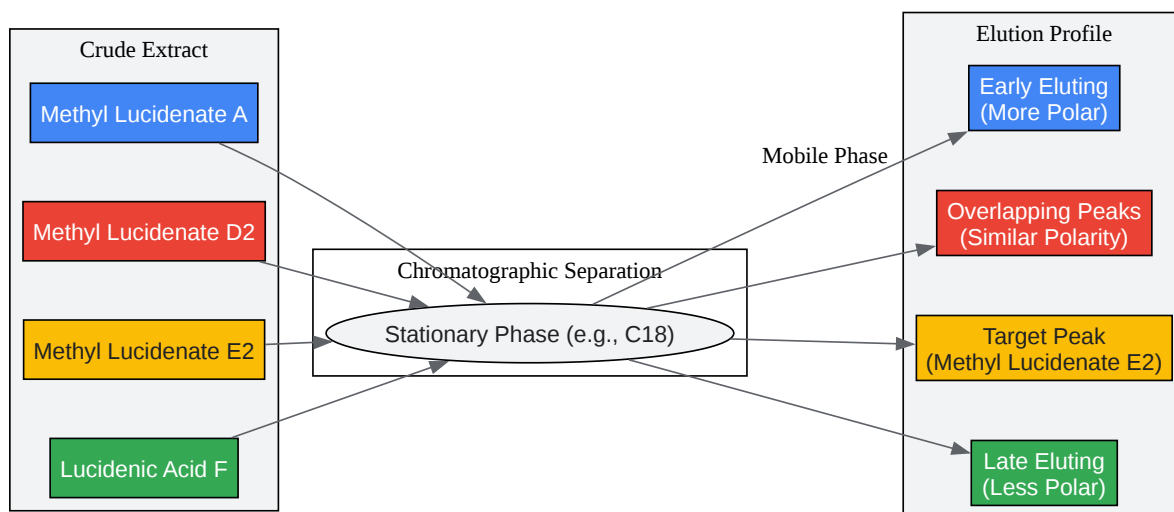 Crude Extract
Methyl Lucidenate A
Methyl Lucidenate D2
Methyl Lucidenate E2
Lucidenic Acid F
Chromatographic Separation
Stationary Phase (e.g., C18)
Mobile Phase
Elution Profile
Early Eluting
(More Polar)
Overlapping Peaks
(Similar Polarity)
Target Peak
(Methyl Lucidenate E2)
Late Eluting
(Less Polar)